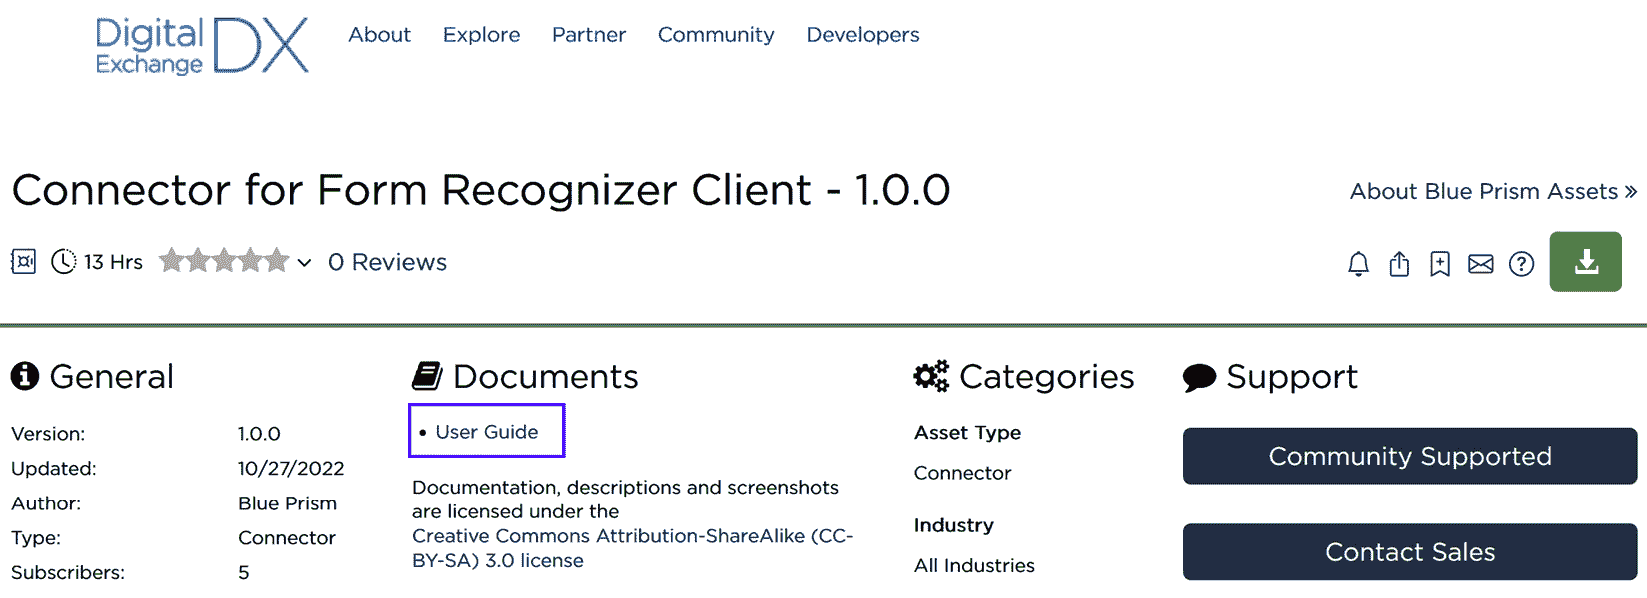 Digital
Exchange DX
About Explore Partner Community Developers
Connector for Form Recognizer Client - 1.0.0
About Blue Prism Assets »
13 Hrs 0 Reviews
General
Version: 1.0.0
Updated: 10/27/2022
Author: Blue Prism
Type: Connector
Subscribers: 5
Documents
• User Guide
Documentation, descriptions and screenshots
are licensed under the
Creative Commons Attribution-ShareAlike (CC-
BY-SA) 3.0 license
Categories
Asset Type
Connector
Industry
All Industries
Support
Community Supported
Contact Sales